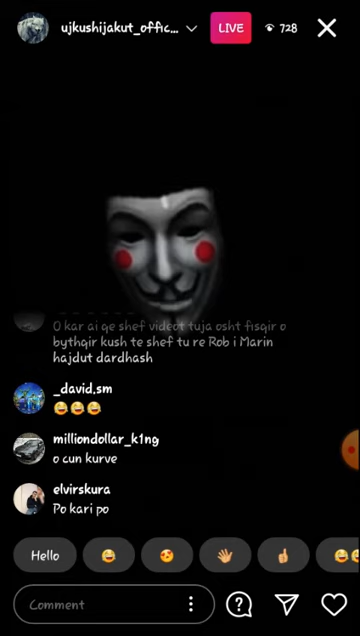 ujkushijakut_offic...
LIVE
728
O kar ai qe shef videot tuja osht fisqir o
bythqir kush te shef tu re Rob i Marin
hajdut dardhash
_david.sm
😂😂😂
milliondollar_k1ng
o cun kurve
elvirskura
Po kari po
Hello
Comment